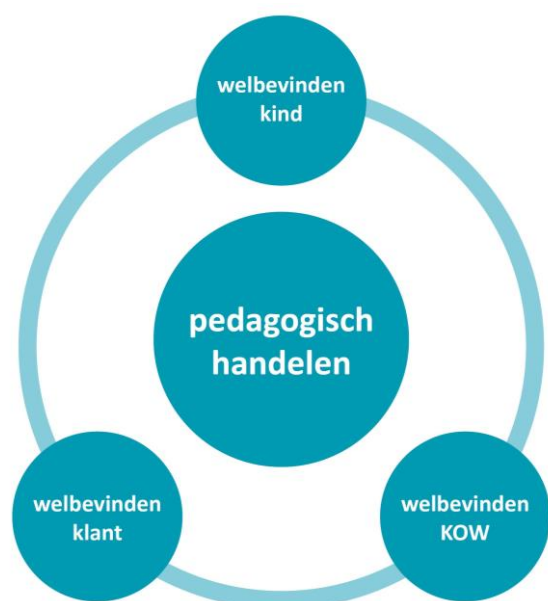 welbevinden
kind
pedagogisch
handelen
welbevinden
klant
welbevinden
KOW